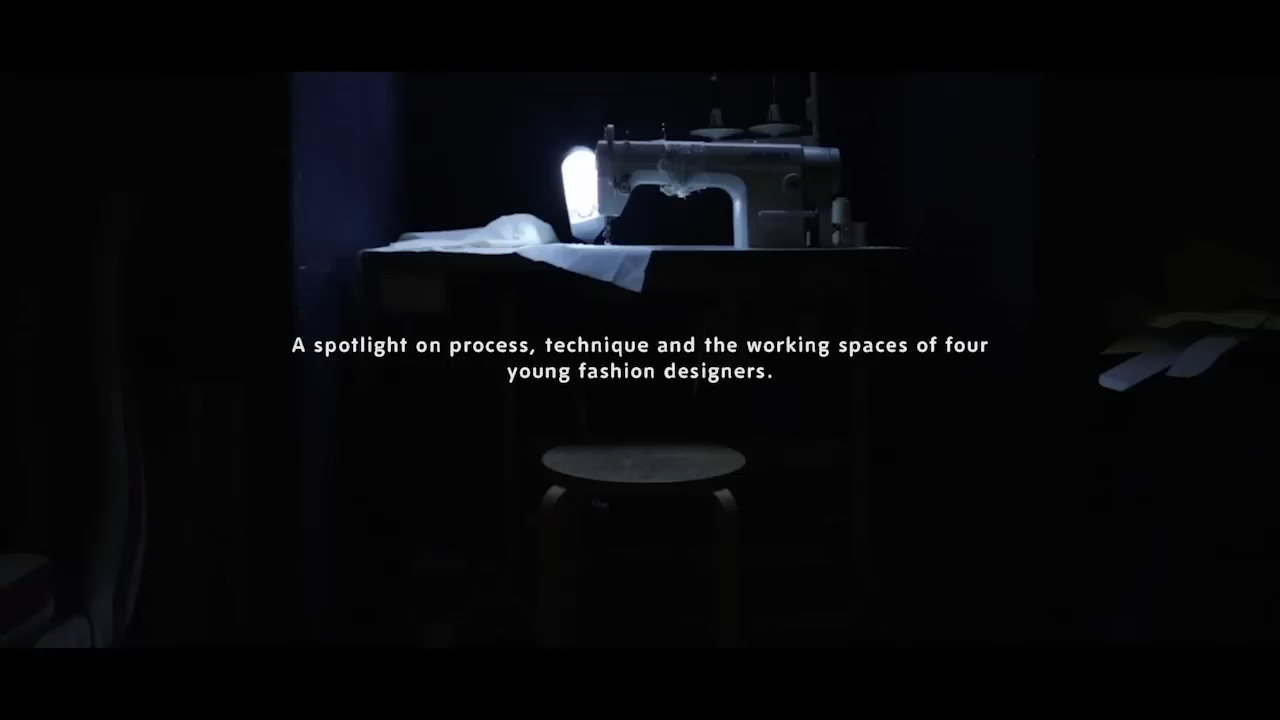 A spotlight on process, technique and the working spaces of four
young fashion designers.